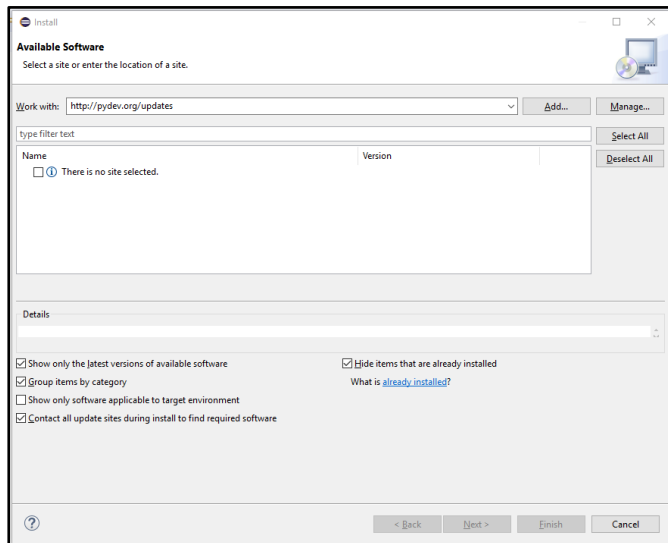 Install
Available Software
Select a site or enter the location of a site.
Work with: http://pydev.org/updates Add... Manage...
type filter text Select All
Name Version Deselect All
There is no site selected.
Details
Show only the latest versions of available software Hide items that are already installed
Group items by category What is already installed?
Show only software applicable to target environment
Contact all update sites during install to find required software
? < Back Next > Finish Cancel